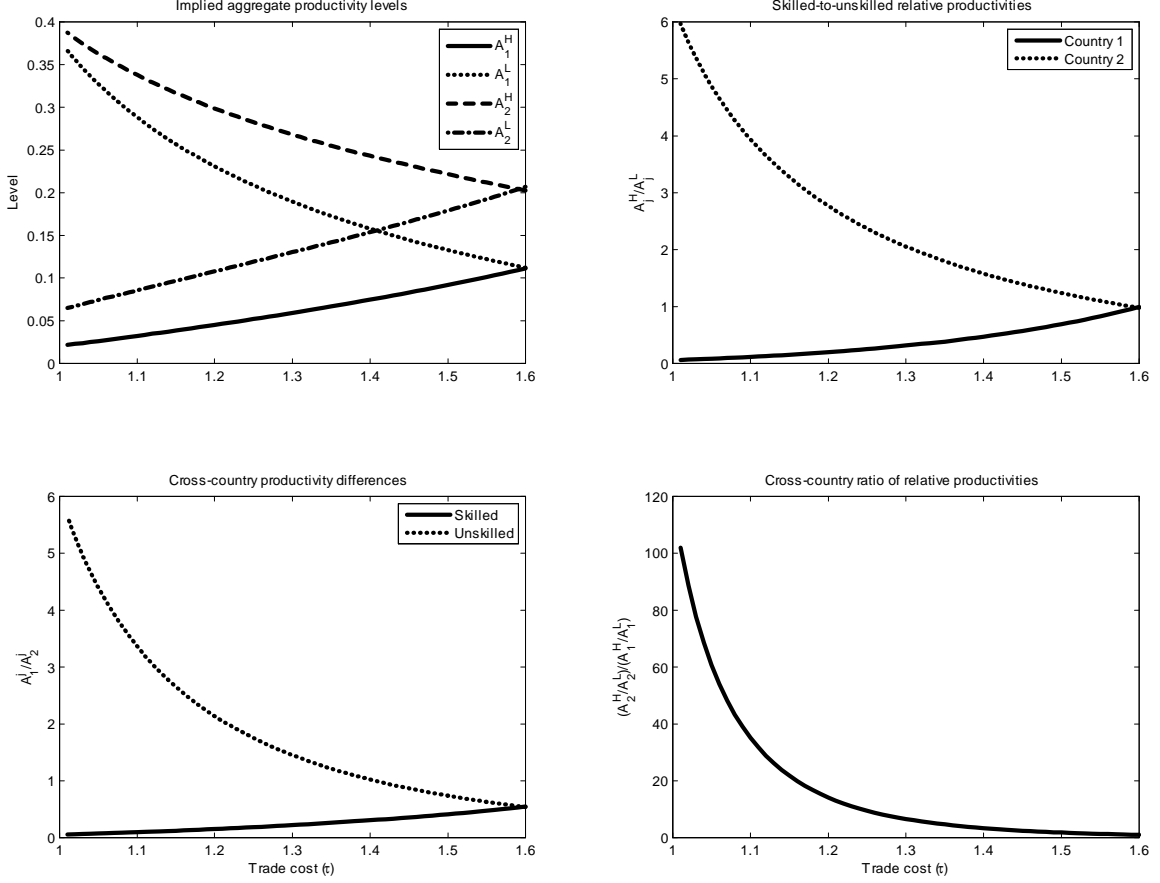 Implied aggregate productivity levels
0.4
0.35
0.3
0.25
0.2
0.15
0.1
0.05
0
Level
A_1^H
A_1^L
A_2^H
A_2^L
1 1.1 1.2 1.3 1.4 1.5 1.6
Skilled-to-unskilled relative productivities
6
5
4
3
2
1
0
A_j^H/A_j^L
Country 1
Country 2
1 1.1 1.2 1.3 1.4 1.5 1.6
Cross-country productivity differences
6
5
4
3
2
1
0
A_1^j/A_2^j
Skilled
Unskilled
1 1.1 1.2 1.3 1.4 1.5 1.6
Trade cost (τ)
Cross-country ratio of relative productivities
120
100
80
60
40
20
0
(A_2^H/A_2^L)/(A_1^H/A_1^L)
1 1.1 1.2 1.3 1.4 1.5 1.6
Trade cost (τ)